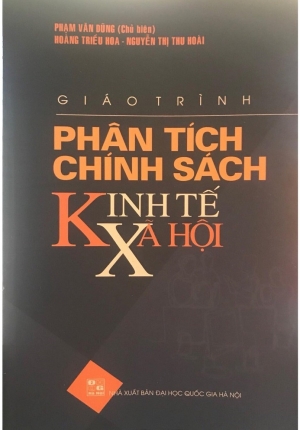 PHẠM VĂN DŨNG (Chủ biên)
HOÀNG TRIỀU HOA - NGUYỄN THỊ THU HOÀI
GIÁO TRÌNH
PHÂN TÍCH
CHÍNH SÁCH
KINH TẾ
XÃ HỘI
NHÀ XUẤT BẢN ĐẠI HỌC QUỐC GIA HÀ NỘI